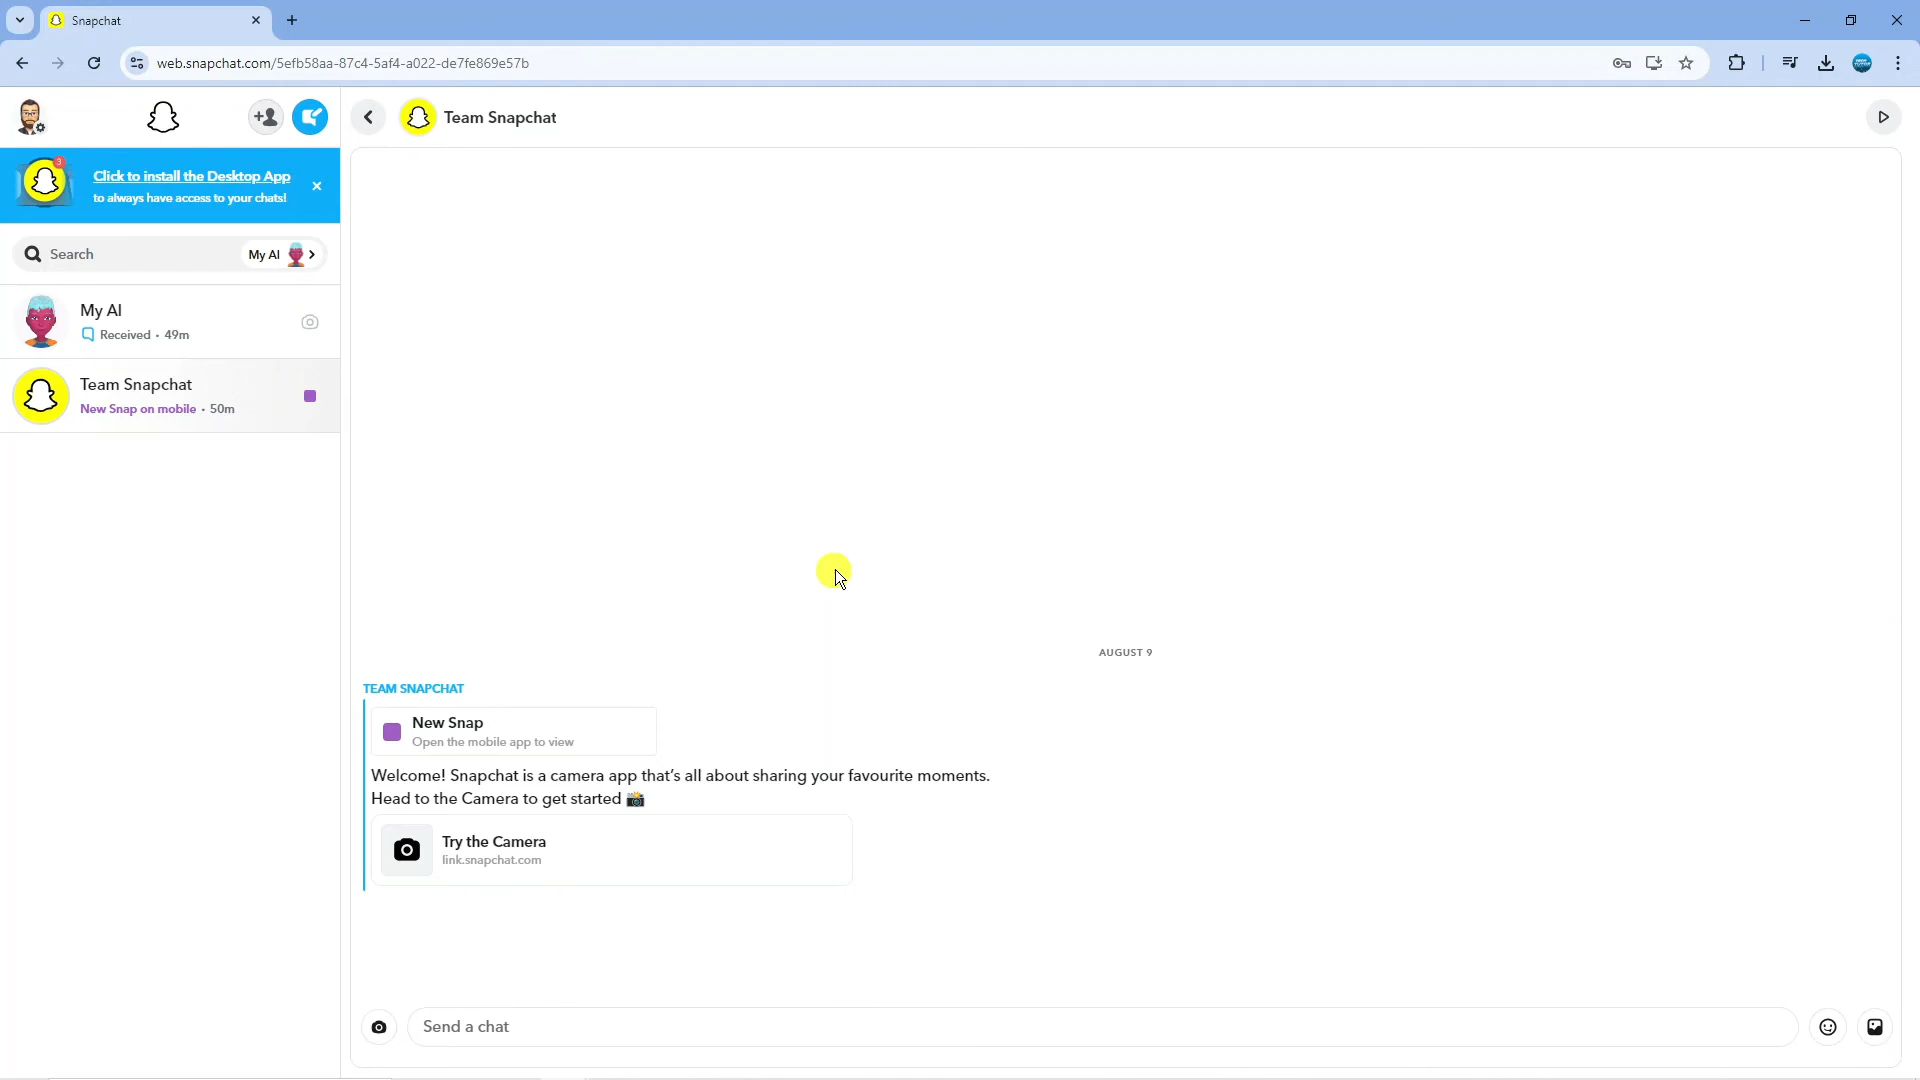 Snapchat
web.snapchat.com/5efb58aa-87c4-5af4-a022-de7fe869e57b
Team Snapchat
3
Click to install the Desktop App
to always have access to your chats!
Search
My AI
My AI
Received · 49m
Team Snapchat
New Snap on mobile · 50m
AUGUST 9
TEAM SNAPCHAT
New Snap
Open the mobile app to view
Welcome! Snapchat is a camera app that’s all about sharing your favourite moments.
Head to the Camera to get started 📸
Try the Camera
link.snapchat.com
Send a chat